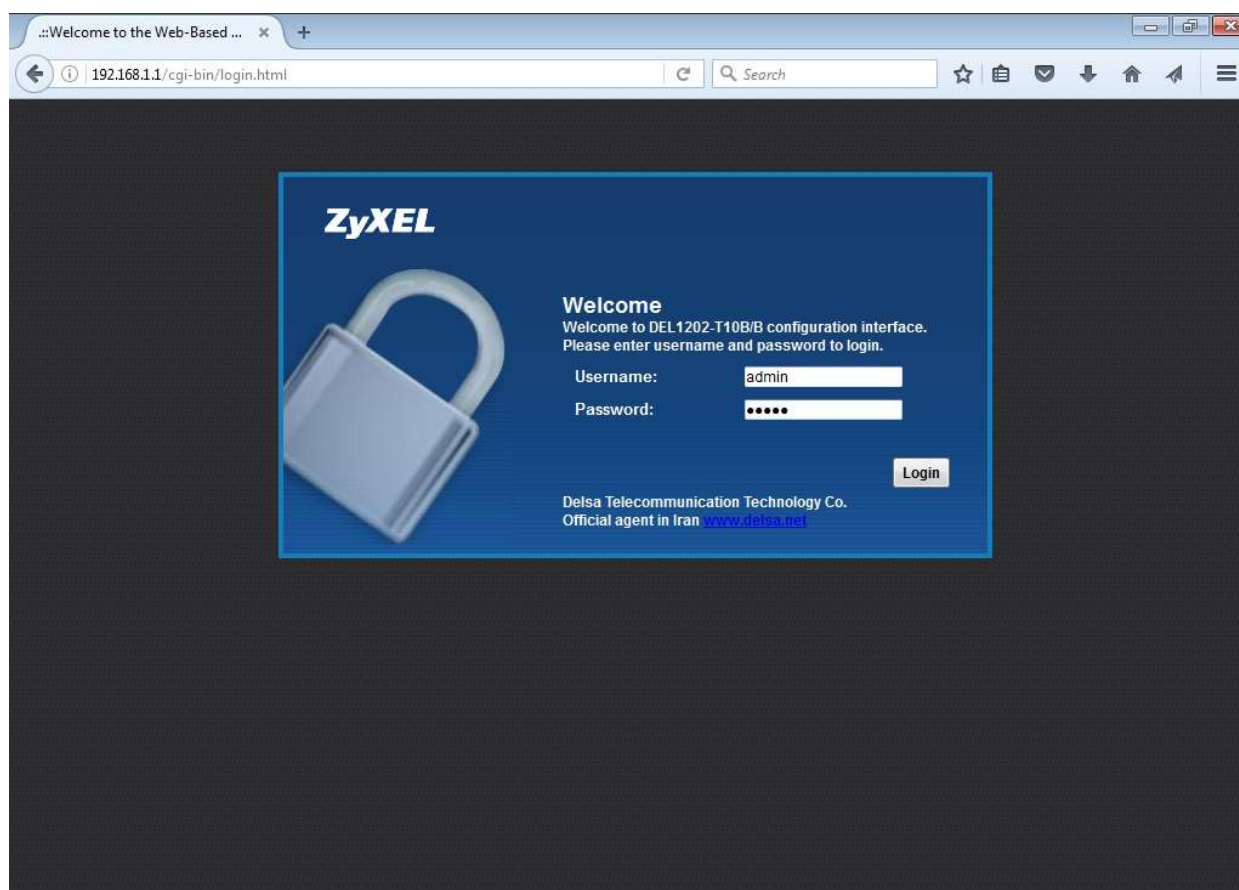 .::Welcome to the Web-Based ...
192.168.1.1/cgi-bin/login.html
Search
ZyXEL
Welcome
Welcome to DEL1202-T10B/B configuration interface.
Please enter username and password to login.
Username: admin
Password: •••••
Login
Delsa Telecommunication Technology Co.
Official agent in Iran www.delsa.net